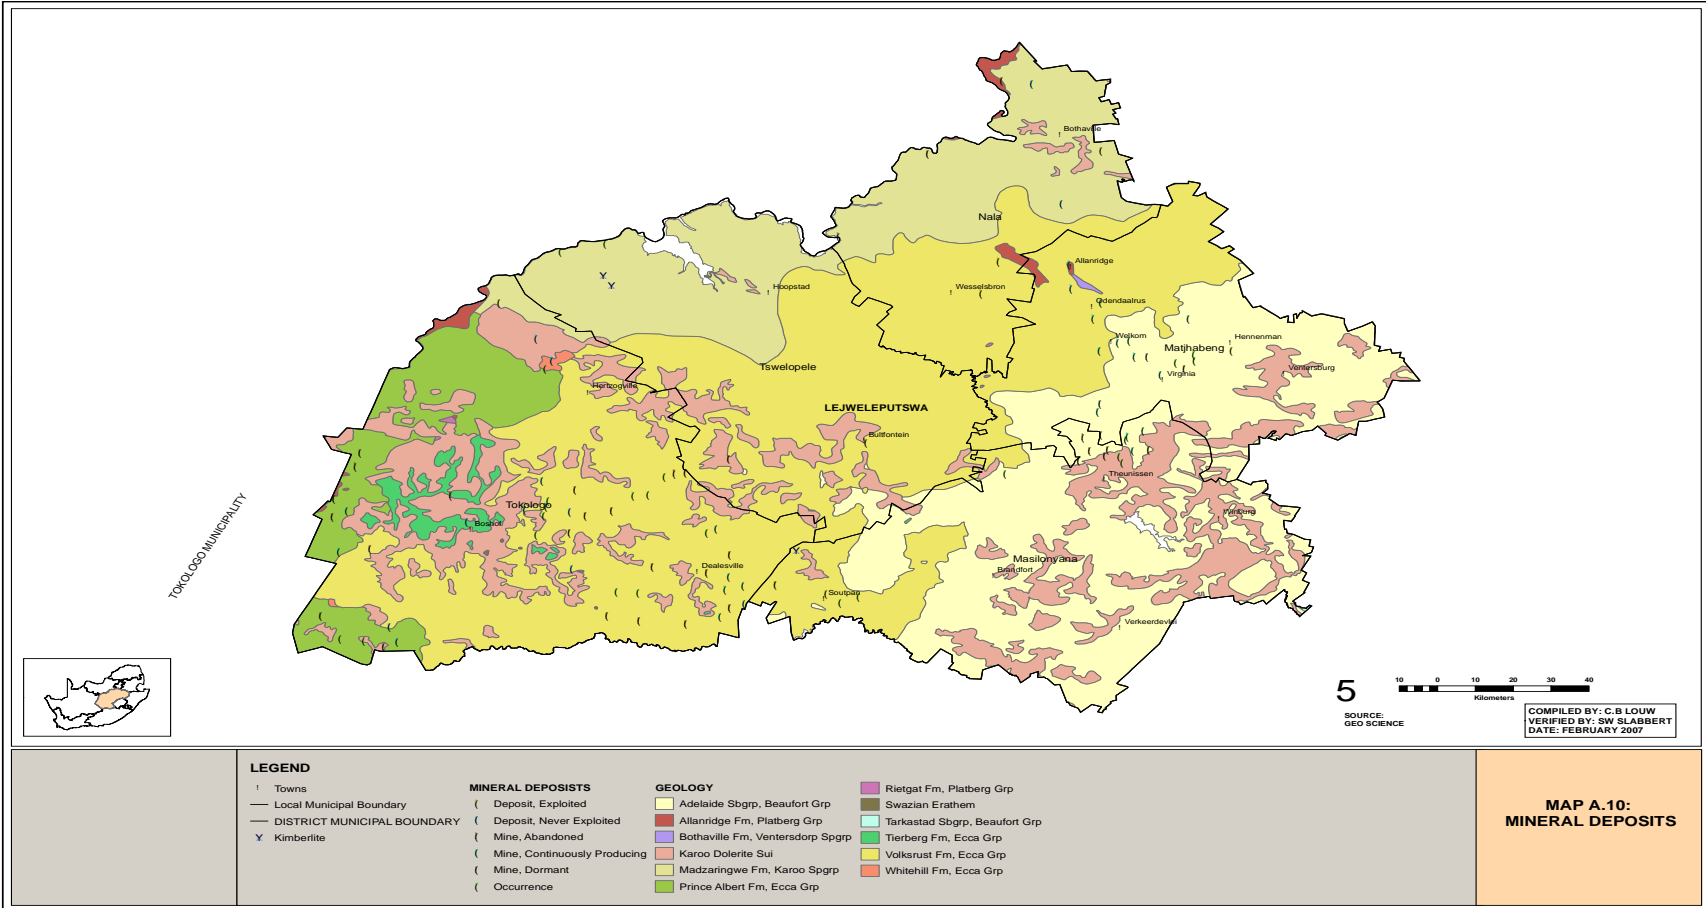 Bothaville
Nala
Allanridge
Hoopstad
Wesselsbron
Odendaalrus
Welkom
Hennenman
Matjhabeng
Tswelopele
Virginia
Ventersburg
Hertzogville
LEJWELEPUTSWA
Bultfontein
Theunissen
Tokologo
Boshof
Winburg
TOKOLOGO MUNICIPALITY
Masilonyana
Dealesville
Brandfort
Soutpan
Verkeerdevlei
5
10 0 10 20 30 40
Kilometers
SOURCE:
GEO SCIENCE
COMPILED BY: C.B LOUW
VERIFIED BY: SW SLABBERT
DATE: FEBRUARY 2007
LEGEND
Towns
Local Municipal Boundary
DISTRICT MUNICIPAL BOUNDARY
Kimberlite
MINERAL DEPOSISTS
Deposit, Exploited
Deposit, Never Exploited
Mine, Abandoned
Mine, Continuously Producing
Mine, Dormant
Occurrence
GEOLOGY
Adelaide Sbgrp, Beaufort Grp
Allanridge Fm, Platberg Grp
Bothaville Fm, Ventersdorp Spgrp
Karoo Dolerite Sui
Madzaringwe Fm, Karoo Spgrp
Prince Albert Fm, Ecca Grp
Rietgat Fm, Platberg Grp
Swazian Erathem
Tarkastad Sbgrp, Beaufort Grp
Tierberg Fm, Ecca Grp
Volksrust Fm, Ecca Grp
Whitehill Fm, Ecca Grp
MAP A.10:
MINERAL DEPOSITS